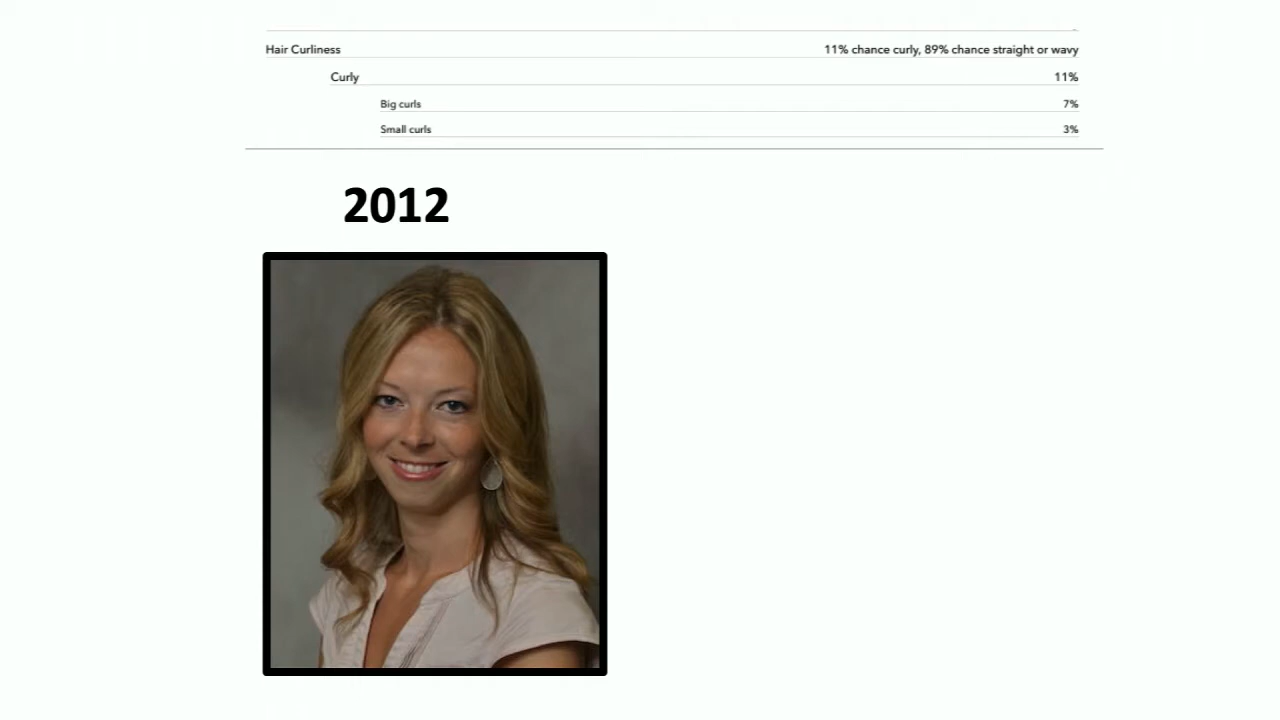 Hair Curliness 11% chance curly, 89% chance straight or wavy
Curly 11%
Big curls 7%
Small curls 3%
2012